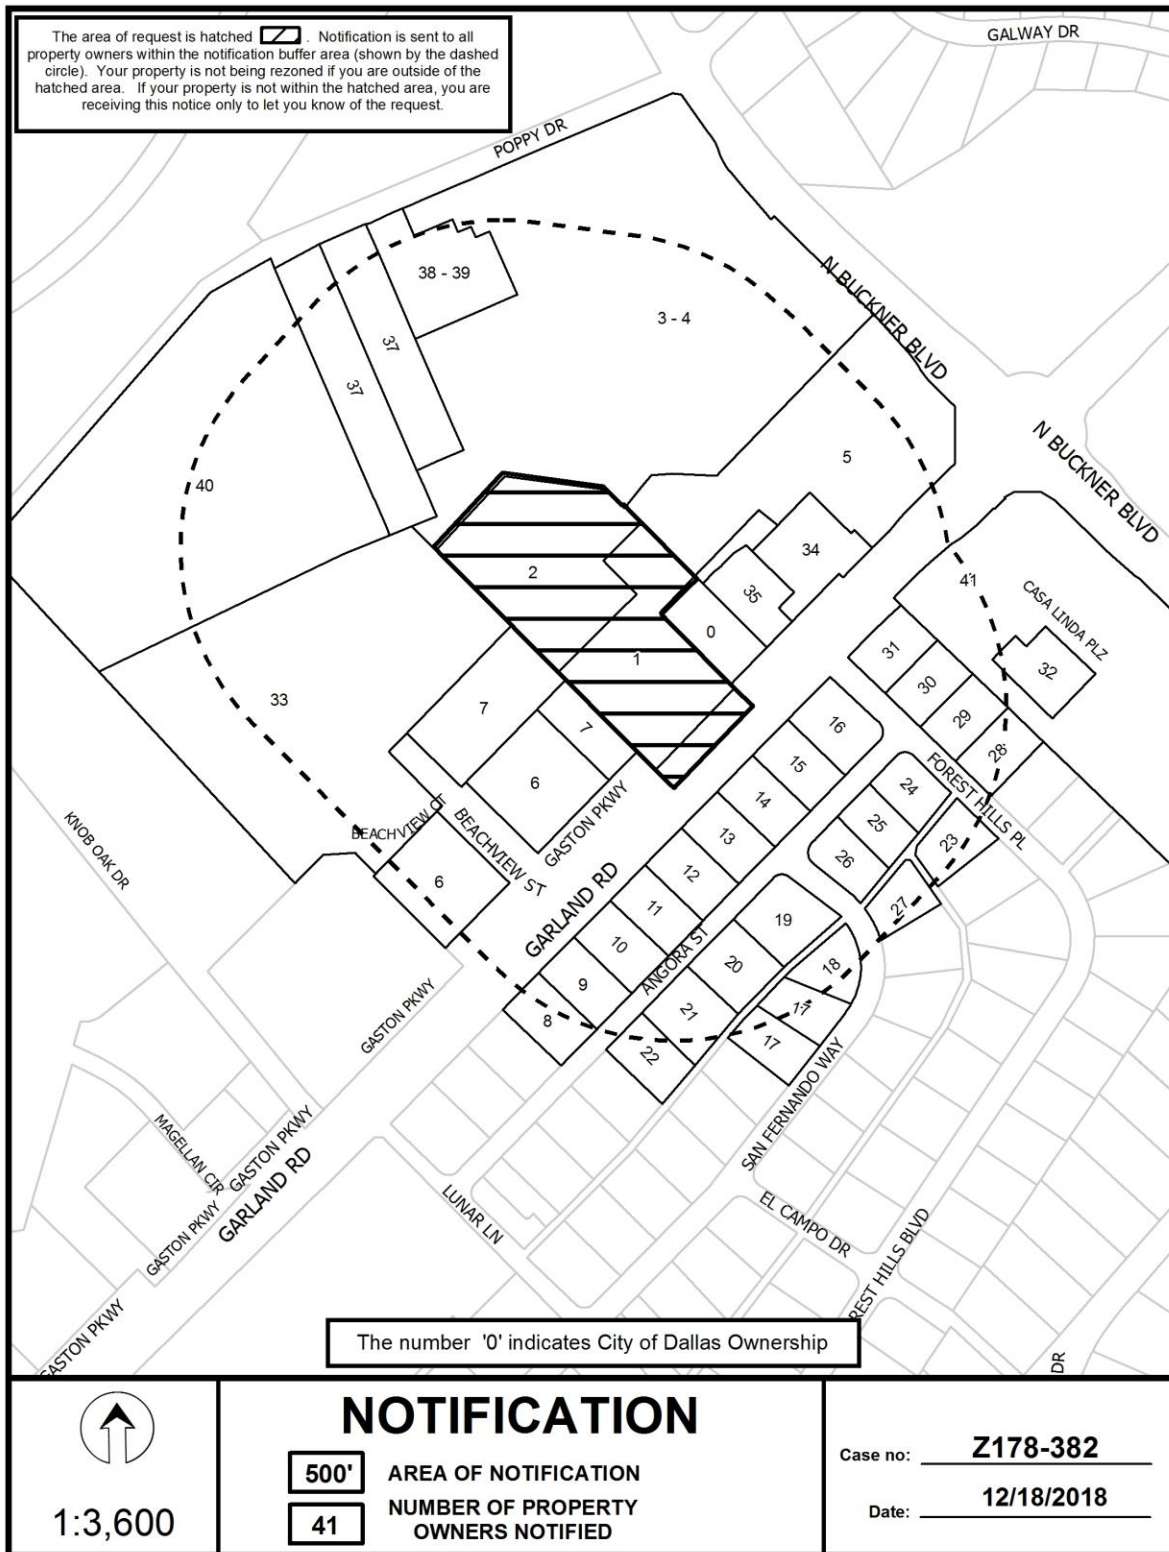 The area of request is hatched . Notification is sent to all
property owners within the notification buffer area (shown by the dashed
circle). Your property is not being rezoned if you are outside of the
hatched area. If your property is not within the hatched area, you are
receiving this notice only to let you know of the request.
GALWAY DR
POPPY DR
N BUCKNER BLVD
38 - 39
3 - 4
37
37
N BUCKNER BLVD
5
40
34
2
35
41
CASA LINDA PLZ
0
1
31
32
30
33
7
29
16
7
28
15
FOREST HILLS PL
6
24
14
GASTON PKWY
25
BEACHVIEW CT
BEACHVIEW ST
13
23
26
KNOB OAK DR
12
6
GARLAND RD
11
27
19
10
ANGORA ST
20
18
9
17
21
8
17
22
GASTON PKWY
SAN FERNANDO WAY
MAGELLAN CIR
GASTON PKWY
GARLAND RD
LUNAR LN
EL CAMPO DR
GASTON PKWY
REST HILLS BLVD
GASTON PKWY
DR
The number '0' indicates City of Dallas Ownership
1:3,600
NOTIFICATION
500' AREA OF NOTIFICATION
41 NUMBER OF PROPERTY
OWNERS NOTIFIED
Case no: Z178-382
Date: 12/18/2018